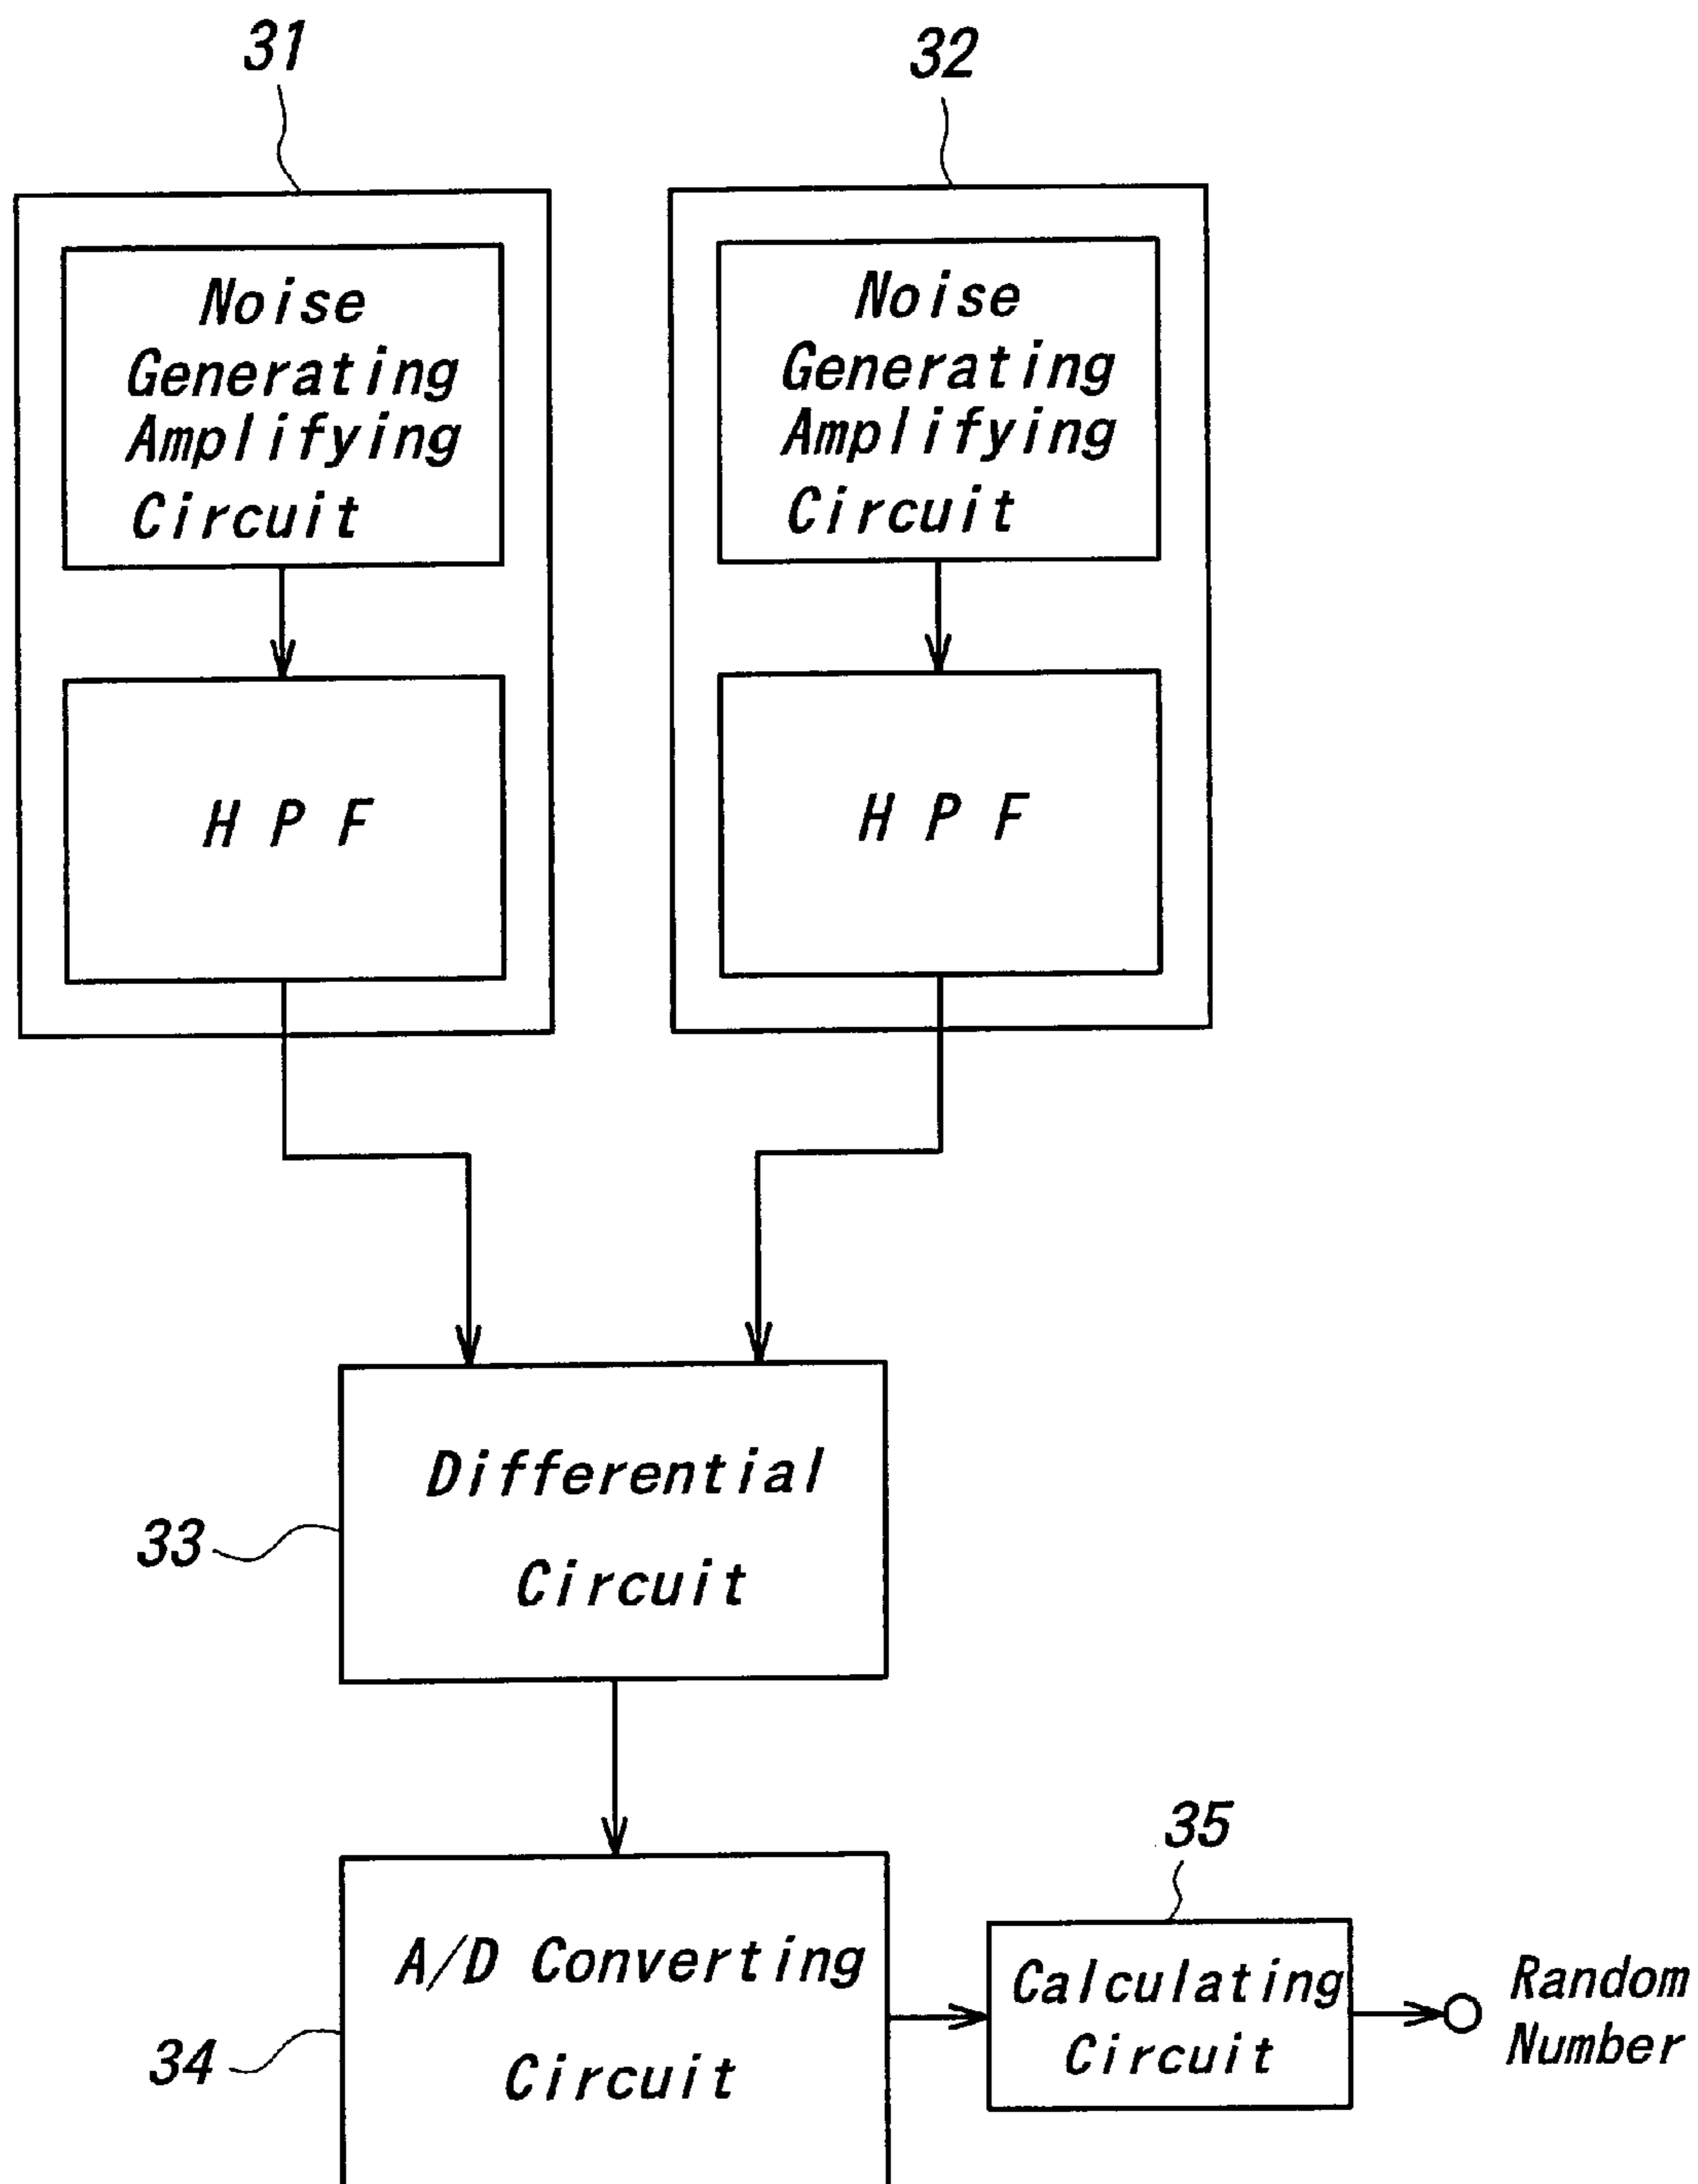 31
32
Noise
Generating
Amplifying
Circuit
Noise
Generating
Amplifying
Circuit
H P F
H P F
Differential
Circuit
33
35
A/D Converting
Circuit
34
Calculating
Circuit
Random
Number